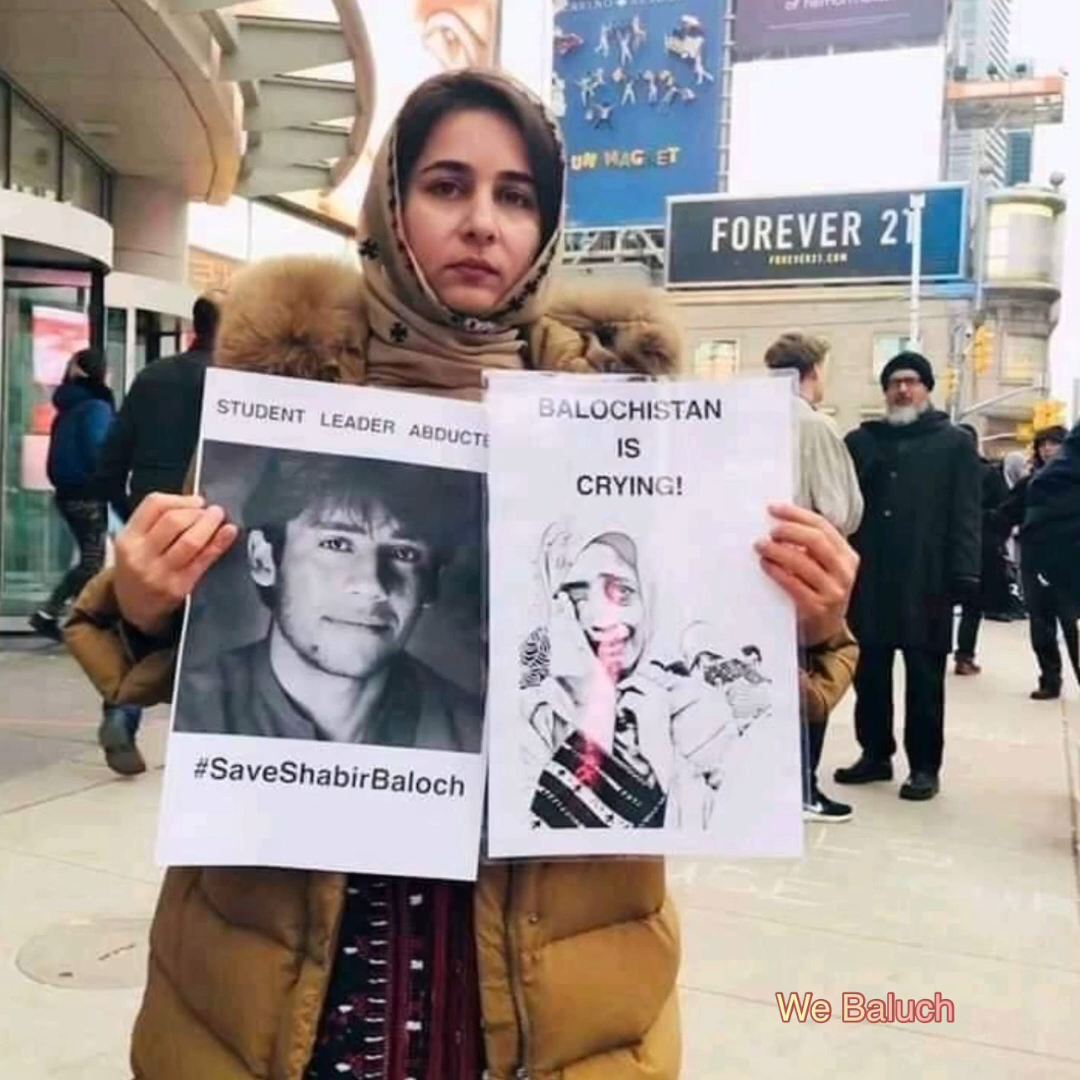 UN MAGNET
FOREVER 21
FOREVER21.COM
STUDENT LEADER ABDUCTE
#SaveShabirBaloch
BALOCHISTAN
IS
CRYING!
We Baluch